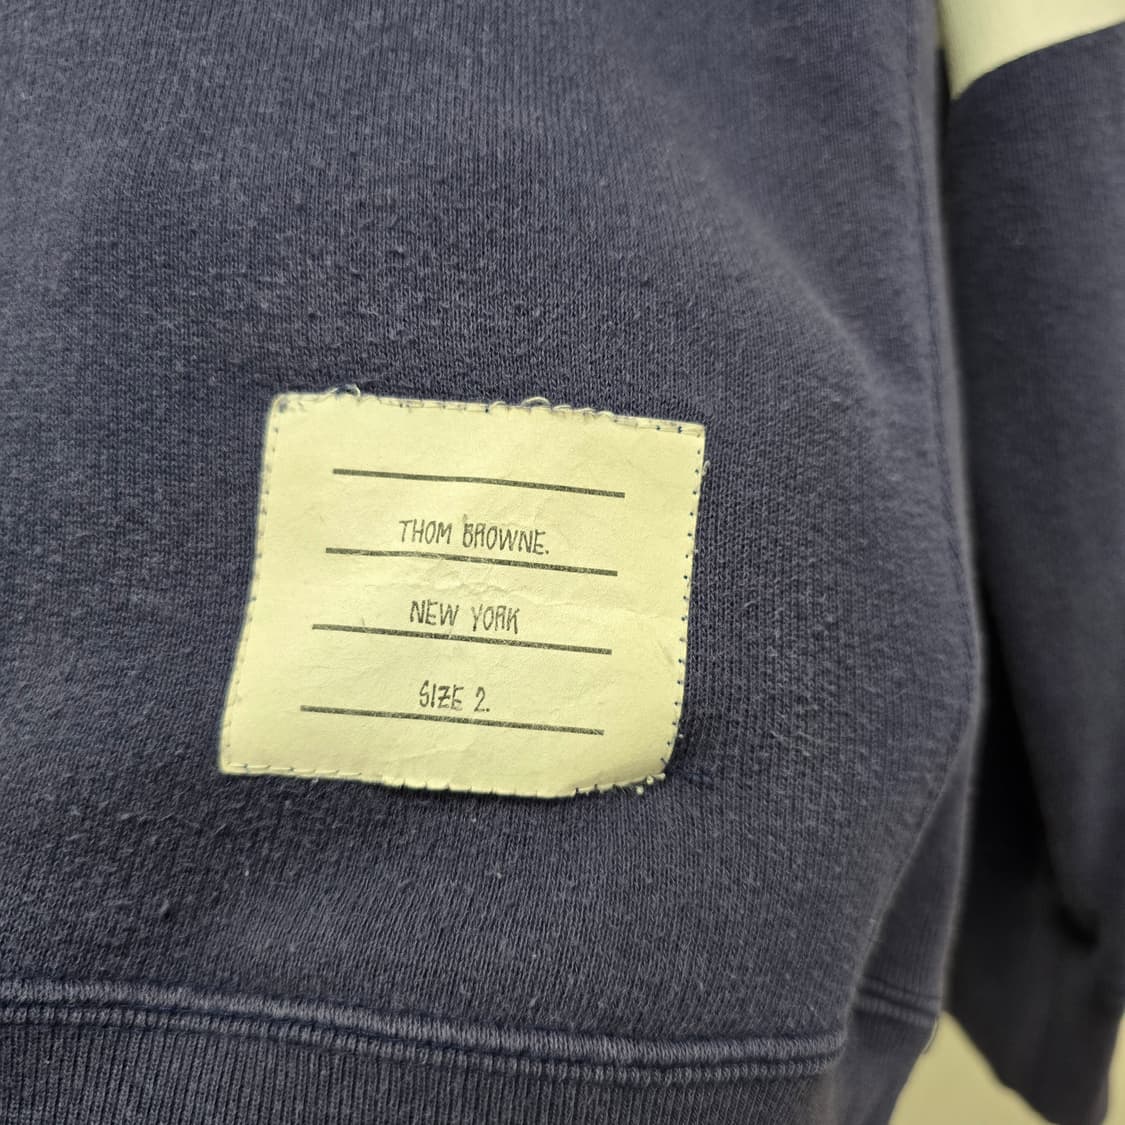 THOM BROWNE.
NEW YORK
SIZE 2.